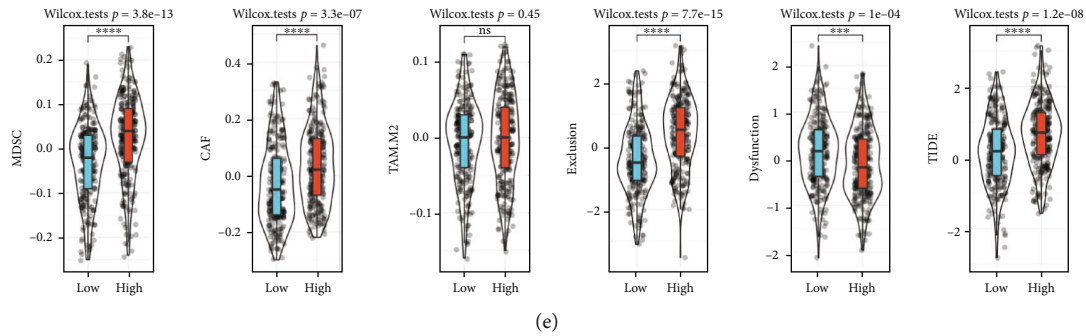 Wilcox.tests p = 3.8e–13
****
MDSC
0.2
0.1
0.0
−0.1
−0.2
Low High
Wilcox.tests p = 3.3e–07
****
CAF
0.4
0.2
0.0
−0.2
Low High
Wilcox.tests p = 0.45
ns
TAM.M2
0.1
0.0
−0.1
Low High
Wilcox.tests p = 7.7e–15
****
Exclusion
2
0
−2
Low High
Wilcox.tests p = 1e–04
***
Dysfunction
2
1
0
−1
−2
Low High
Wilcox.tests p = 1.2e–08
****
TIDE
2
0
−2
Low High
(e)